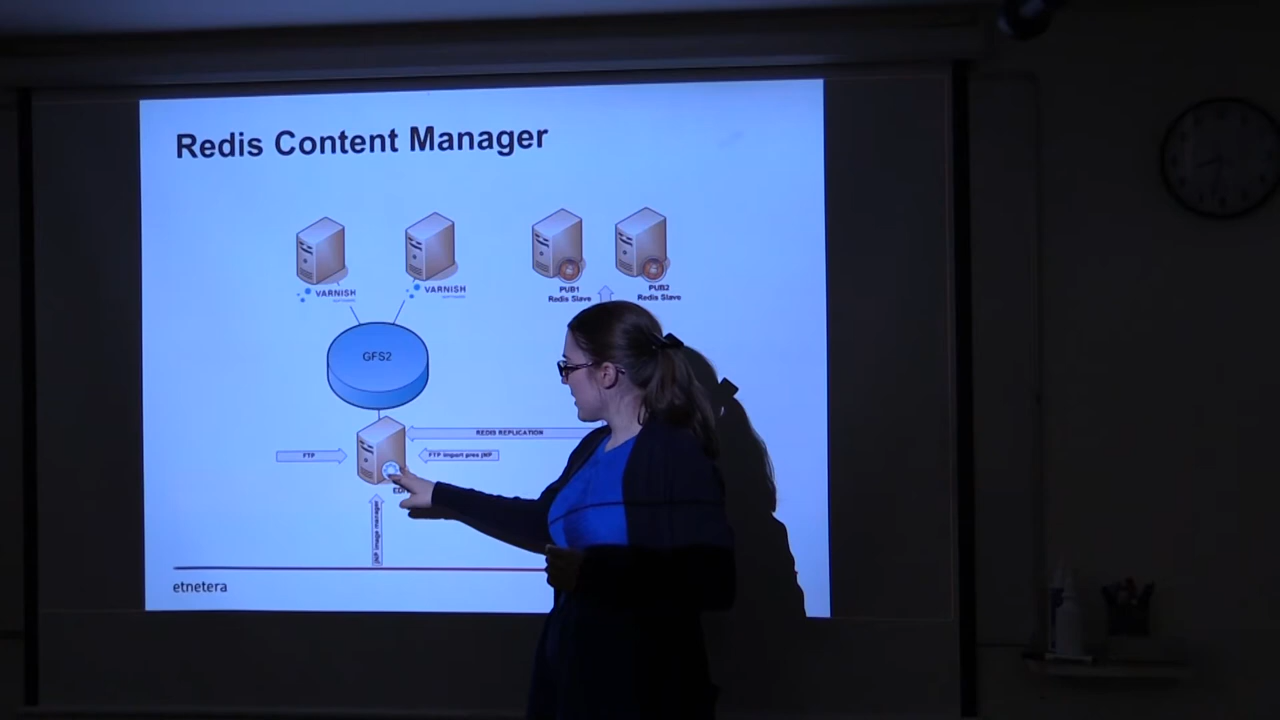 Redis Content Manager
VARNISH
VARNISH
PUB1
Redis Slave
PUB2
Redis Slave
GFS2
REDIS REPLICATION
FTP
FTP import pres jNP
jNP image manager
etnetera